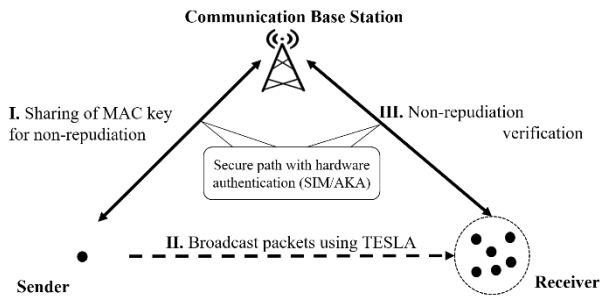 Communication Base Station
I. Sharing of MAC key
for non-repudiation
III. Non-repudiation
verification
Secure path with hardware
authentication (SIM/AKA)
II. Broadcast packets using TESLA
Sender
Receiver